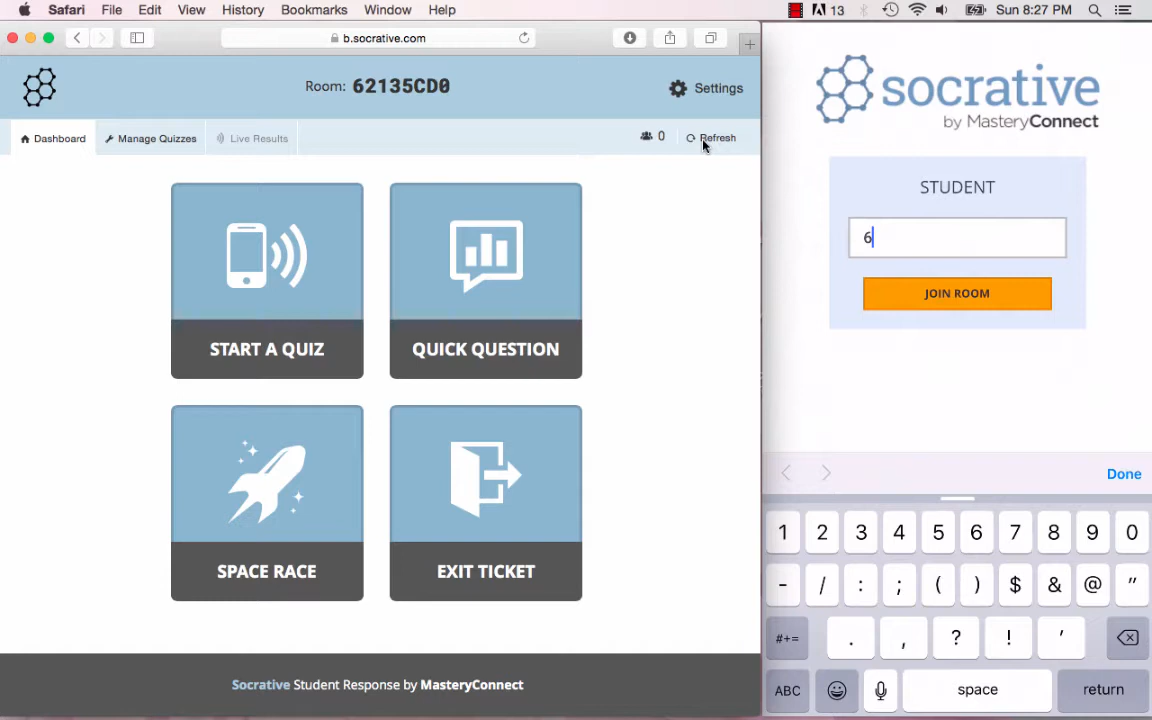 Safari File Edit View History Bookmarks Window Help
13 Sun 8:27 PM
b.socrative.com
Room: 62135CD0
Settings
Dashboard
Manage Quizzes
Live Results
0
Refresh
START A QUIZ
QUICK QUESTION
SPACE RACE
EXIT TICKET
Socrative Student Response by MasteryConnect
socrative
by MasteryConnect
STUDENT
6
JOIN ROOM
Done
1 2 3 4 5 6 7 8 9 0
- / : ; ( ) $ & @ "
#+= . , ? ! '
ABC space return